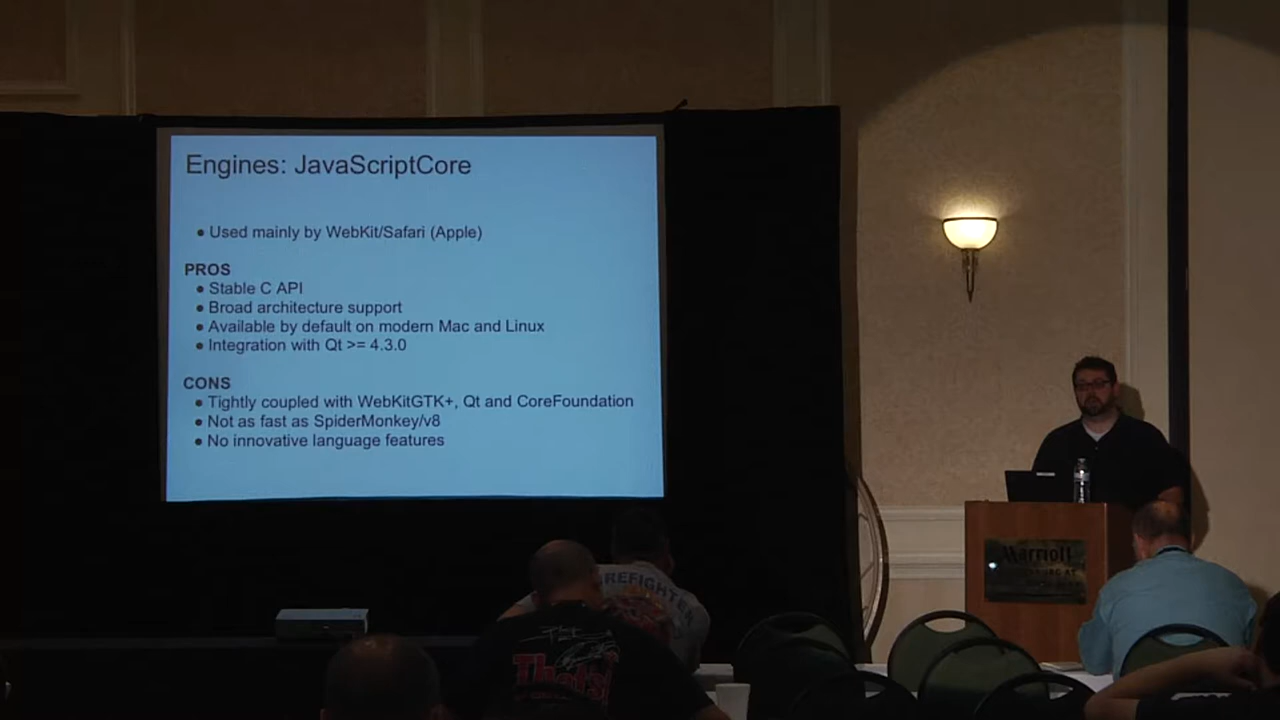 Engines: JavaScriptCore
● Used mainly by WebKit/Safari (Apple)
PROS
● Stable C API
● Broad architecture support
● Available by default on modern Mac and Linux
● Integration with Qt >= 4.3.0
CONS
● Tightly coupled with WebKitGTK+, Qt and CoreFoundation
● Not as fast as SpiderMonkey/v8
● No innovative language features
Marriott
REFIGHTER
That's